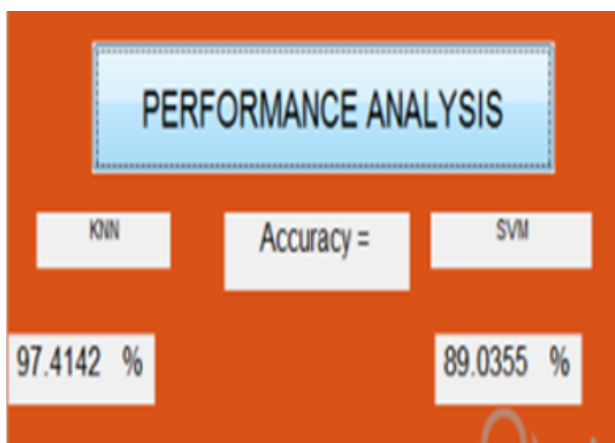 PERFORMANCE ANALYSIS
KNN
Accuracy =
SVM
97.4142 %
89.0355 %